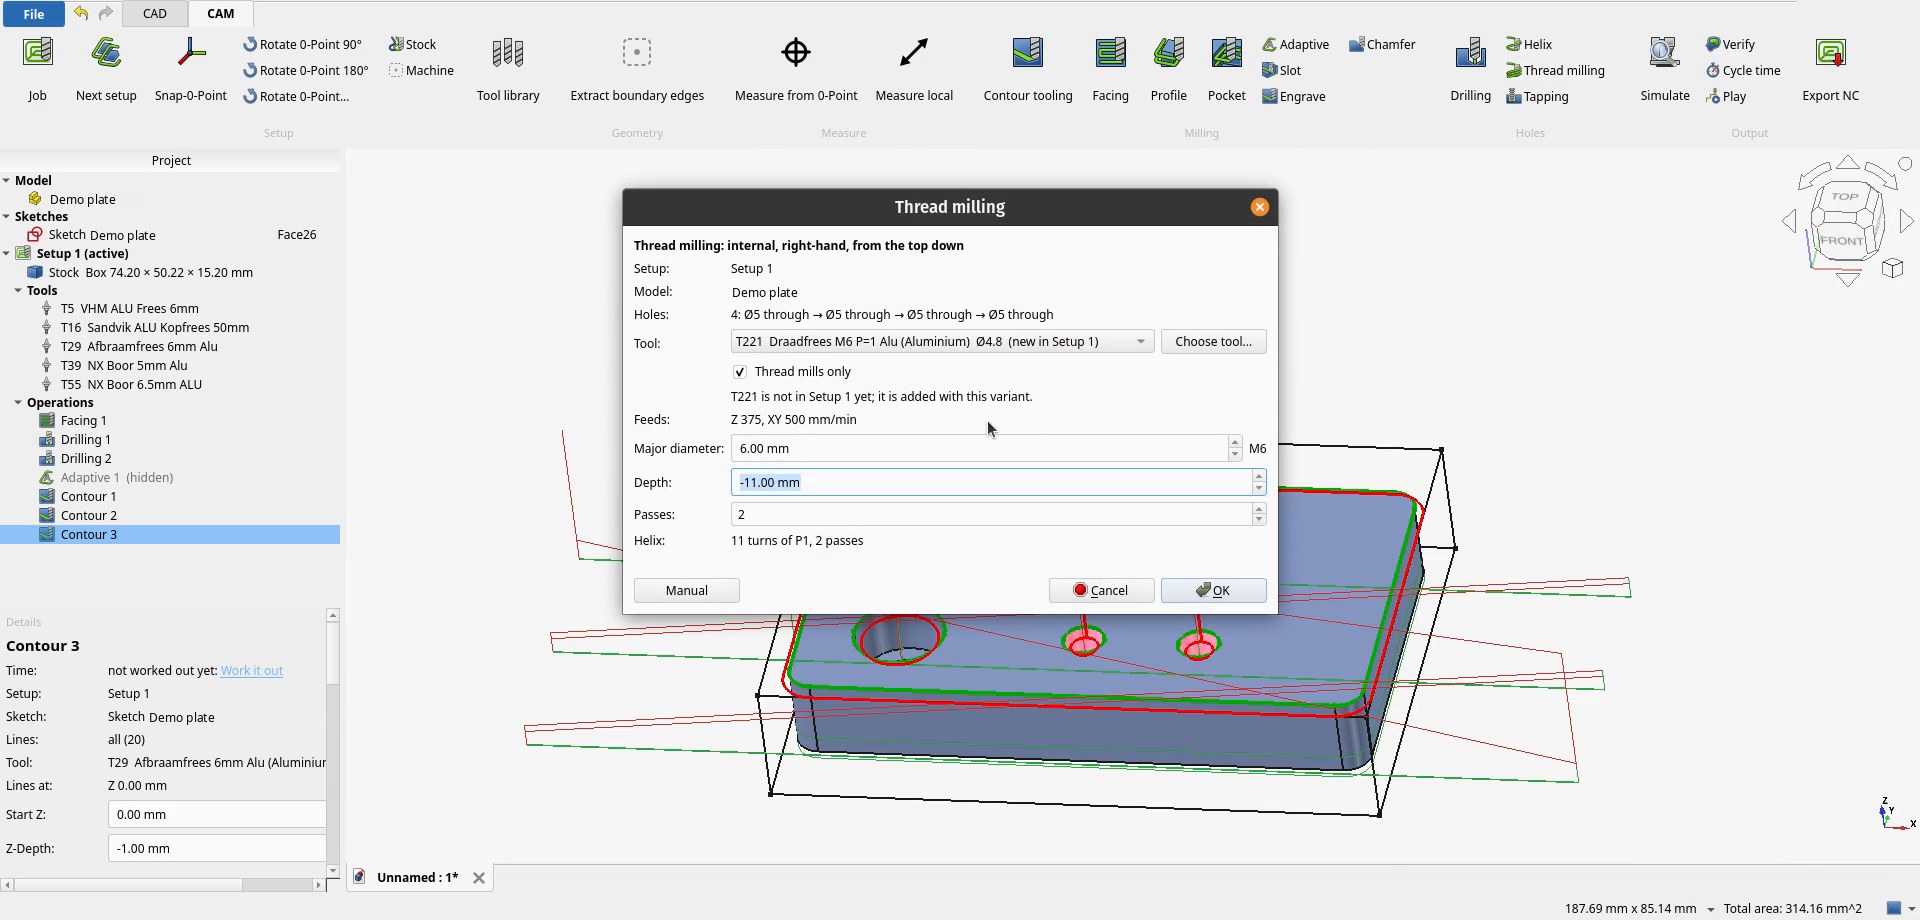 File
CAD
CAM
Job
Next setup
Snap-0-Point
Rotate 0-Point 90°
Rotate 0-Point 180°
Rotate 0-Point...
Stock
Machine
Setup
Tool library
Extract boundary edges
Geometry
Measure from 0-Point
Measure local
Measure
Contour tooling
Facing
Profile
Pocket
Adaptive
Slot
Engrave
Chamfer
Milling
Drilling
Helix
Thread milling
Tapping
Holes
Simulate
Verify
Cycle time
Play
Export NC
Output
Project
Model
Demo plate
Sketches
Sketch Demo plate Face26
Setup 1 (active)
Stock Box 74.20 × 50.22 × 15.20 mm
Tools
T5 VHM ALU Frees 6mm
T16 Sandvik ALU Kopfrees 50mm
T29 Afbraamfrees 6mm Alu
T39 NX Boor 5mm Alu
T55 NX Boor 6.5mm ALU
Operations
Facing 1
Drilling 1
Drilling 2
Adaptive 1 (hidden)
Contour 1
Contour 2
Contour 3
Details
Contour 3
Time: not worked out yet: Work it out
Setup: Setup 1
Sketch: Sketch Demo plate
Lines: all (20)
Tool: T29 Afbraamfrees 6mm Alu (Aluminiur
Lines at: Z 0.00 mm
Start Z: 0.00 mm
Z-Depth: -1.00 mm
Thread milling
Thread milling: internal, right-hand, from the top down
Setup: Setup 1
Model: Demo plate
Holes: 4: Ø5 through → Ø5 through → Ø5 through → Ø5 through
Tool: T221 Draadfrees M6 P=1 Alu (Aluminium) Ø4.8 (new in Setup 1) Choose tool...
Thread mills only
T221 is not in Setup 1 yet; it is added with this variant.
Feeds: Z 375, XY 500 mm/min
Major diameter: 6.00 mm M6
Depth: -11.00 mm
Passes: 2
Helix: 11 turns of P1, 2 passes
Manual
Cancel
OK
TOP
FRONT
Z
Y
X
Unnamed : 1*
187.69 mm x 85.14 mm
Total area: 314.16 mm^2